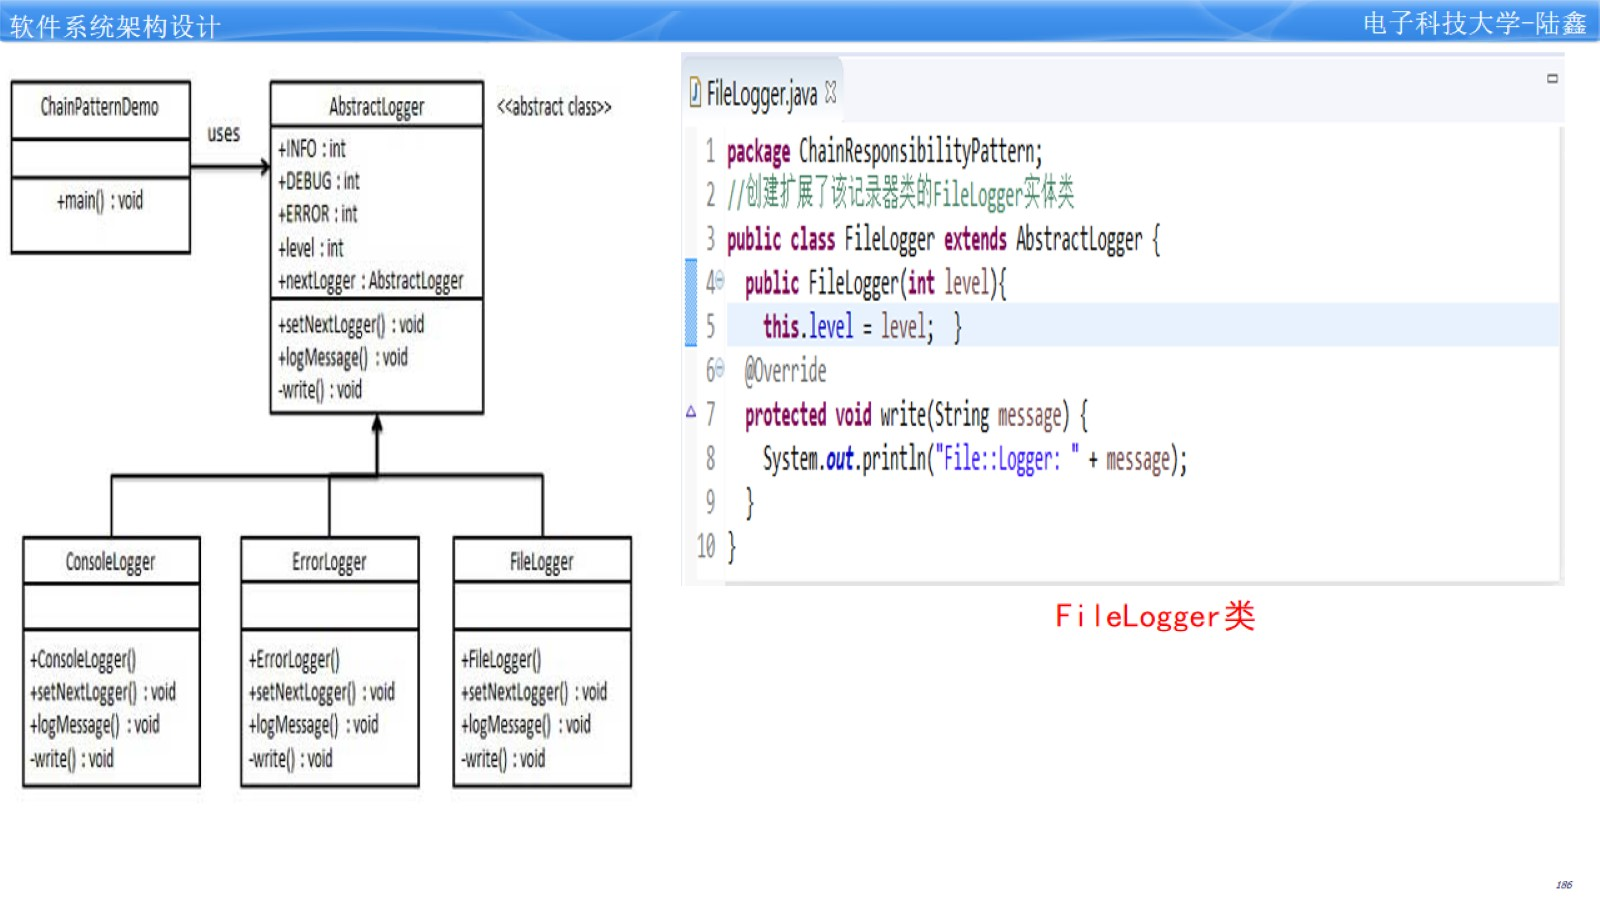 软件系统架构设计
电子科技大学-陆鑫
ChainPatternDemo
+main() : void
uses
AbstractLogger
<<abstract class>>
+INFO : int
+DEBUG : int
+ERROR : int
+level : int
+nextLogger : AbstractLogger
+setNextLogger() : void
+logMessage() : void
-write() : void
ConsoleLogger
+ConsoleLogger()
+setNextLogger() : void
+logMessage() : void
-write() : void
ErrorLogger
+ErrorLogger()
+setNextLogger() : void
+logMessage() : void
-write() : void
FileLogger
+FileLogger()
+setNextLogger() : void
+logMessage() : void
-write() : void
FileLogger.java
1 package ChainResponsibilityPattern;
2 //创建扩展了该记录器类的FileLogger实体类
3 public class FileLogger extends AbstractLogger {
4 public FileLogger(int level){
5 this.level = level; }
6 @Override
7 protected void write(String message) {
8 System.out.println("File::Logger: " + message);
9 }
10 }
FileLogger类
186